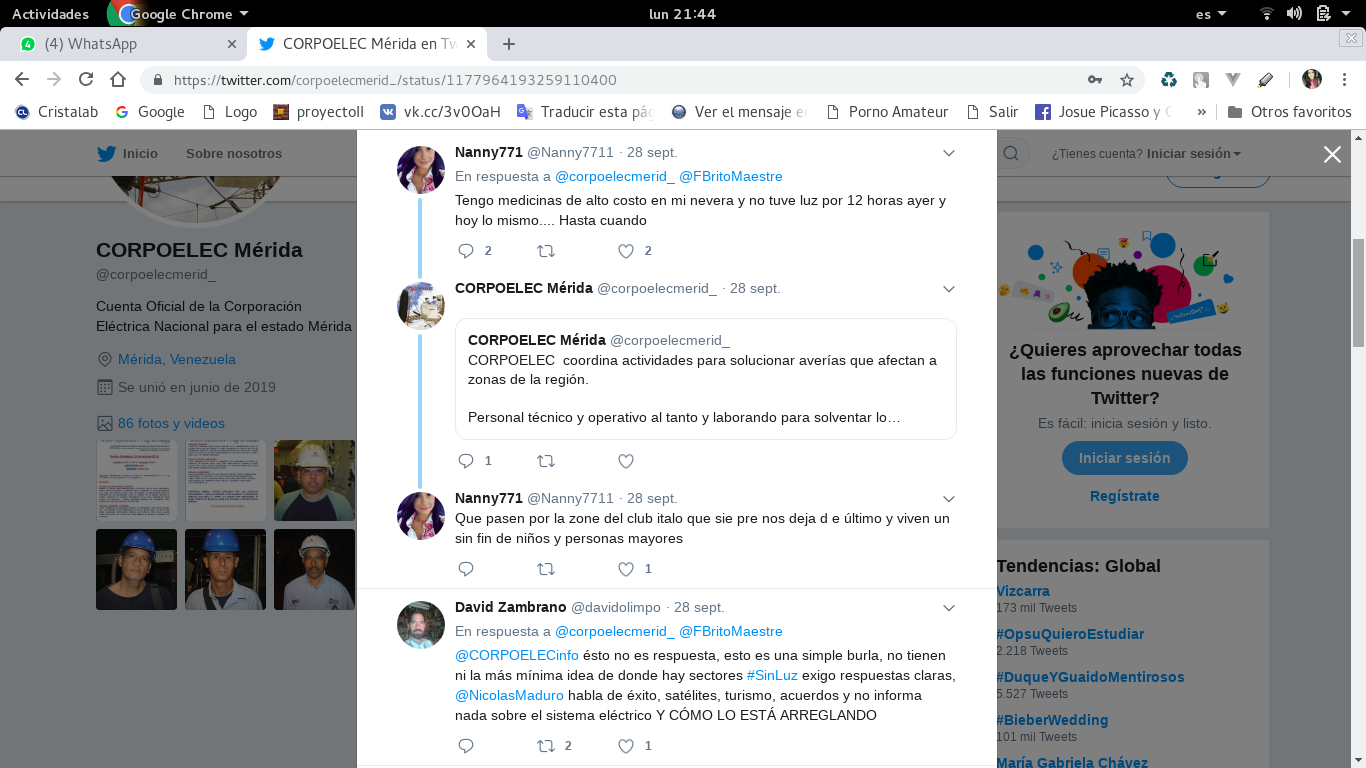 Actividades Google Chrome lun 21:44 es
(4) WhatsApp CORPOELEC Mérida en Tw
https://twitter.com/corpoelecmerid_/status/1177964193259110400
Cristalab Google Logo proyectoII vk.cc/3v0OaH Traducir esta pág Ver el mensaje en Porno Amateur Salir Josue Picasso y G » Otros favoritos
Inicio Sobre nosotros
¿Tienes cuenta? Iniciar sesión
CORPOELEC Mérida
@corpoelecmerid_
Cuenta Oficial de la Corporación
Eléctrica Nacional para el estado Mérida
Mérida, Venezuela
Se unió en junio de 2019
86 fotos y videos
Nanny771 @Nanny7711 · 28 sept.
En respuesta a @corpoelecmerid_ @FBritoMaestre
Tengo medicinas de alto costo en mi nevera y no tuve luz por 12 horas ayer y
hoy lo mismo.... Hasta cuando
2 2
CORPOELEC Mérida @corpoelecmerid_ · 28 sept.
CORPOELEC Mérida @corpoelecmerid_
CORPOELEC  coordina actividades para solucionar averías que afectan a
zonas de la región.
Personal técnico y operativo al tanto y laborando para solventar lo…
1
Nanny771 @Nanny7711 · 28 sept.
Que pasen por la zone del club italo que sie pre nos deja d e último y viven un
sin fin de niños y personas mayores
1
David Zambrano @davidolimpo · 28 sept.
En respuesta a @corpoelecmerid_ @FBritoMaestre
@CORPOELECinfo ésto no es respuesta, esto es una simple burla, no tienen
ni la más mínima idea de donde hay sectores #SinLuz exigo respuestas claras,
@NicolasMaduro habla de éxito, satélites, turismo, acuerdos y no informa
nada sobre el sistema eléctrico Y CÓMO LO ESTÁ ARREGLANDO
2 1
¿Quieres aprovechar todas
las funciones nuevas de
Twitter?
Es fácil: inicia sesión y listo.
Iniciar sesión
Regístrate
Tendencias: Global
Vizcarra
173 mil Tweets
#OpsuQuieroEstudiar
2.218 Tweets
#DuqueYGuaidoMentirosos
5.527 Tweets
#BieberWedding
101 mil Tweets
María Gabriela Chávez